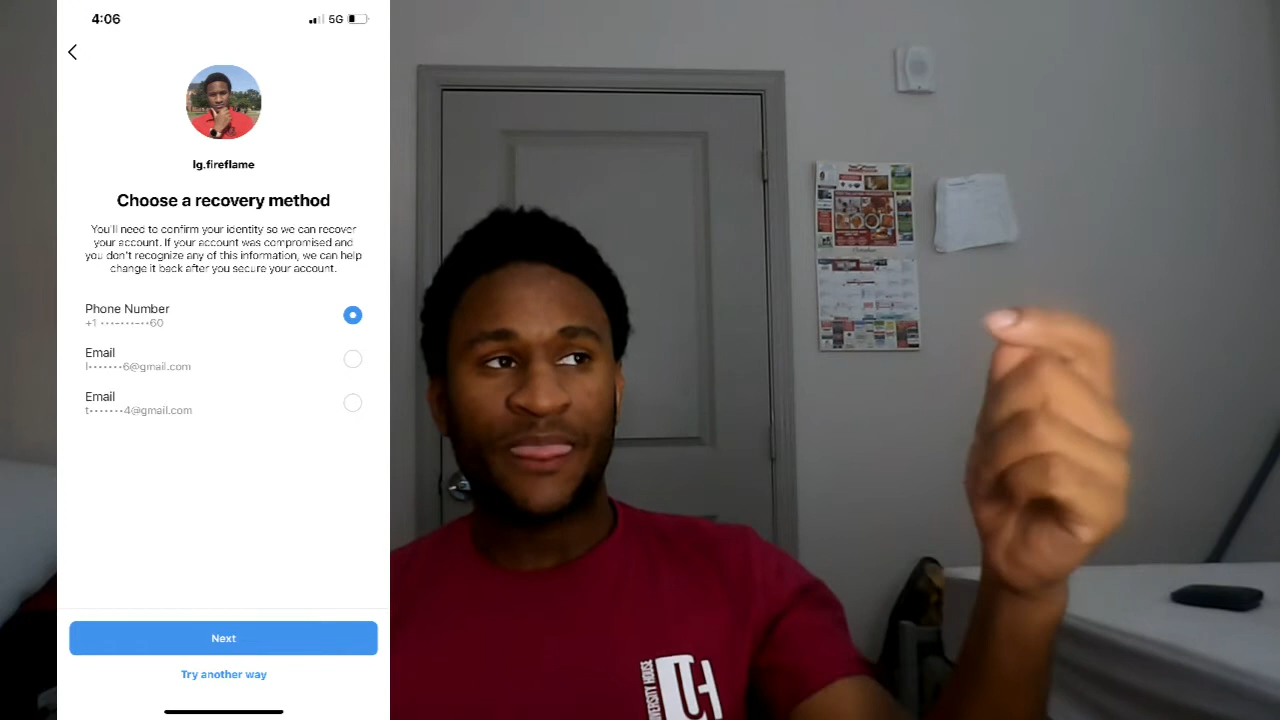 4:06
5G
lg.fireflame
Choose a recovery method
You'll need to confirm your identity so we can recover
your account. If your account was compromised and
you don't recognize any of this information, we can help
change it back after you secure your account.
Phone Number
+1 ••••••••••60
Email
l•••••••6@gmail.com
Email
t•••••••4@gmail.com
Next
Try another way
VERSITY HOUSE
UH